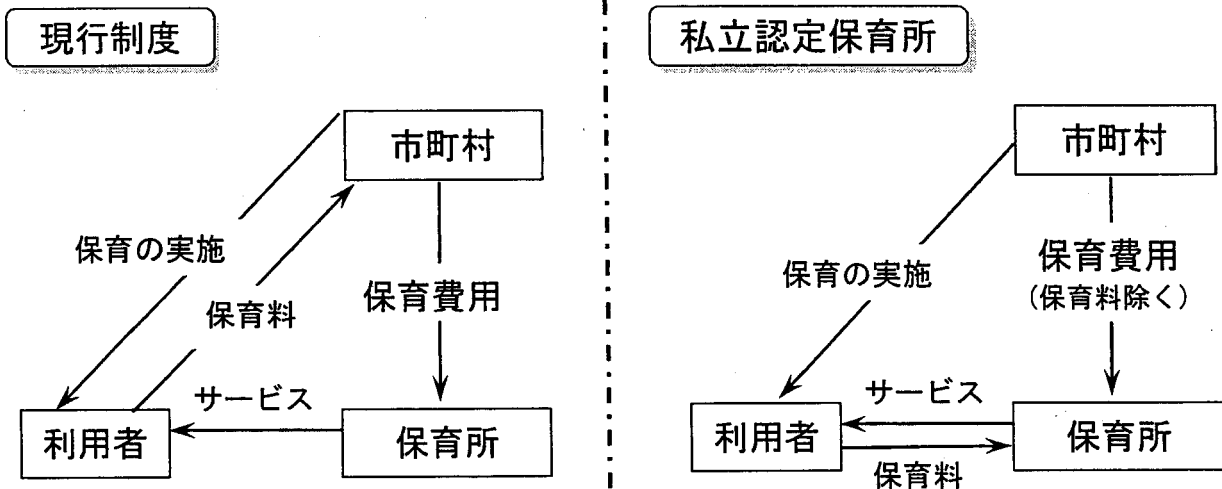 現行制度
市町村
保育の実施
保育料
保育費用
サービス
利用者
保育所
私立認定保育所
市町村
保育の実施
保育費用
(保育料除く)
サービス
利用者
保育所
保育料